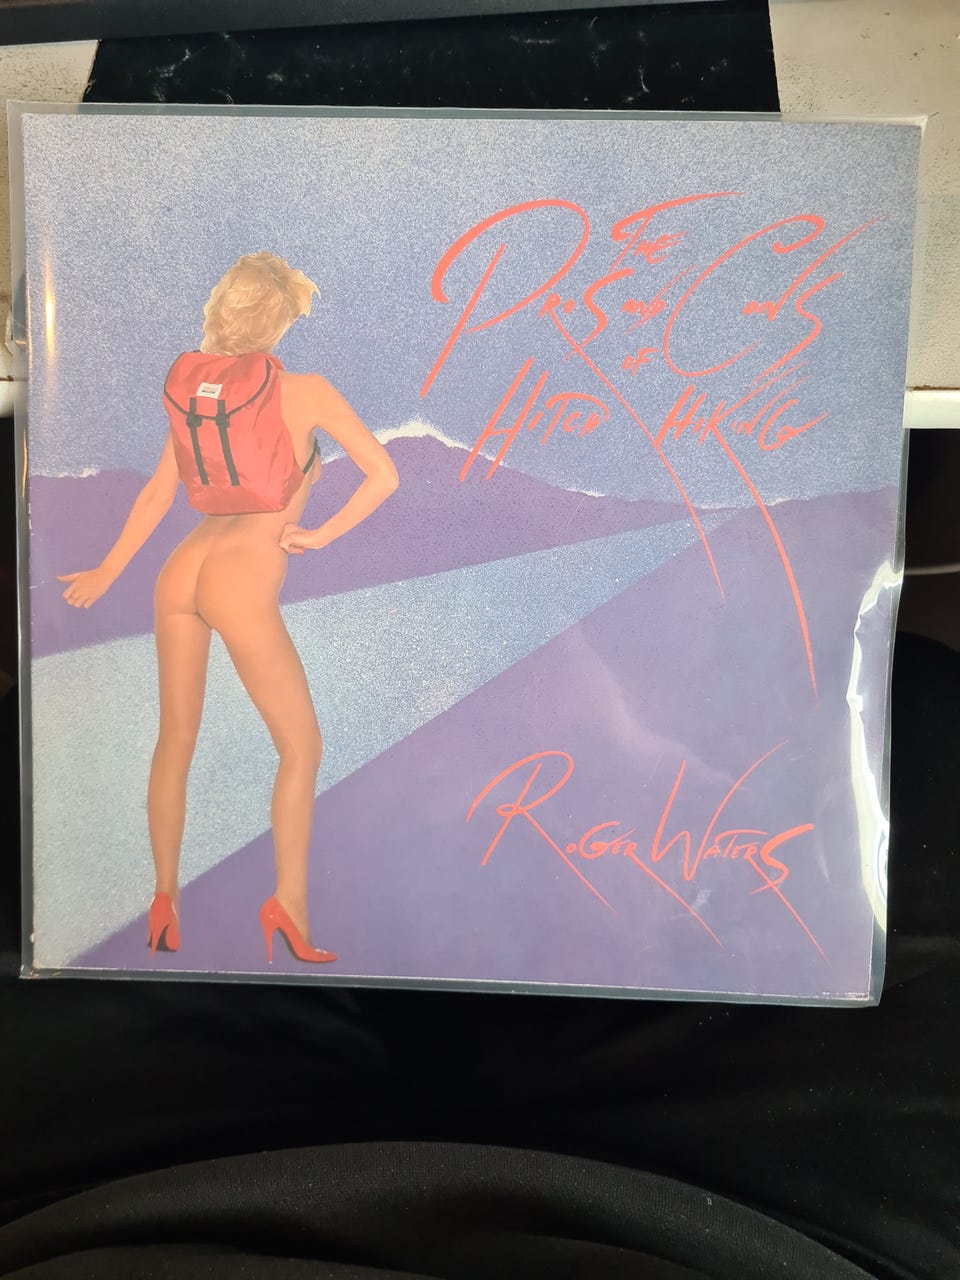 The
Pros and Cons
of
Hitch Hiking
Roger Waters